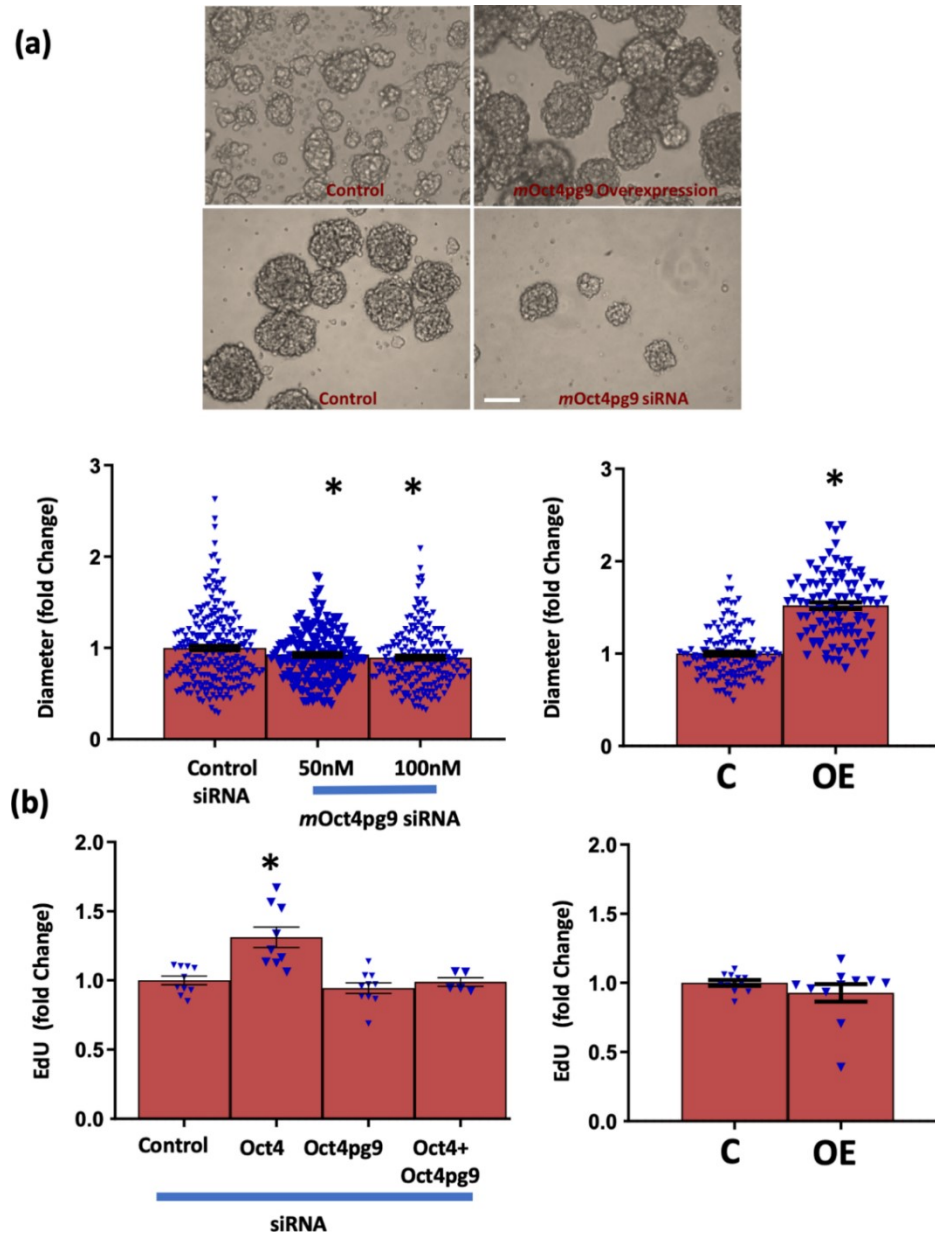 (a)
Control
mOct4pg9 Overexpression
Control
mOct4pg9 siRNA
Diameter (fold Change)
3
2
1
0
*
*
Control
siRNA
50nM
100nM
mOct4pg9 siRNA
Diameter (fold Change)
3
2
1
0
*
C
OE
(b)
EdU (fold Change)
2.0
1.5
1.0
0.5
0.0
*
Control
Oct4
Oct4pg9
Oct4+
Oct4pg9
siRNA
EdU (fold Change)
2.0
1.5
1.0
0.5
0.0
C
OE